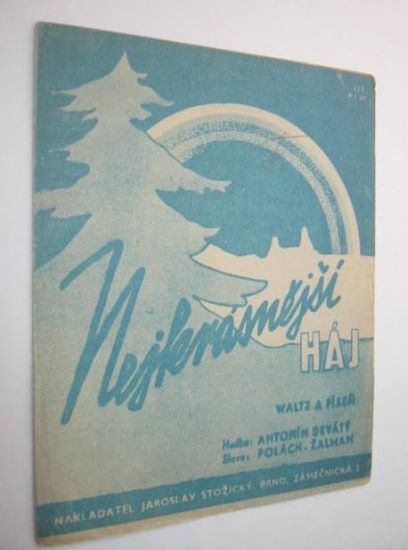 Nejkrásnější
HÁJ
WALTZ A PÍSEŇ
Hudba: ANTONÍN DEVÁTÝ
Slova: POLÁCH - ŽALMAN
NAKLADATEL JAROSLAV STOŽICKÝ, BRNO, ZÁMEČNICKÁ 2